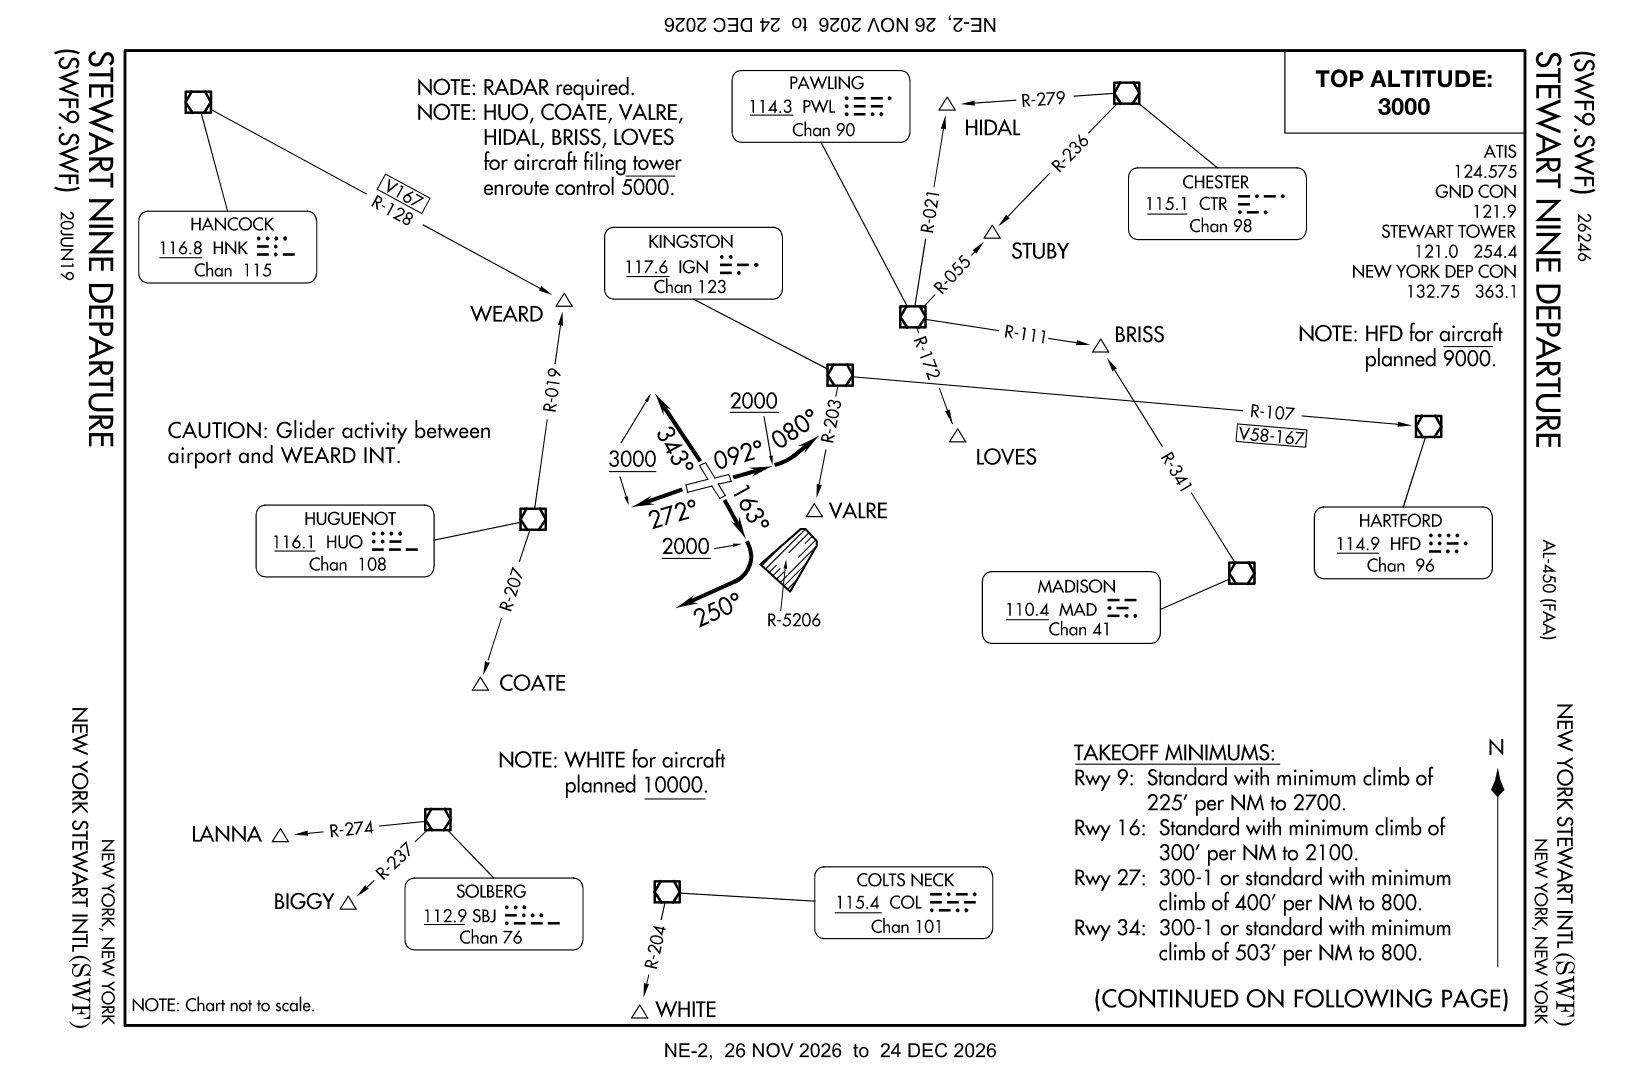 NE-2, 26 NOV 2026 to 24 DEC 2026
(SWF9.SWF) 20JUN19
STEWART NINE DEPARTURE
NEW YORK STEWART INTL (SWF)
NEW YORK, NEW YORK
NOTE: RADAR required.
NOTE: HUO, COATE, VALRE,
HIDAL, BRISS, LOVES
for aircraft filing tower
enroute control 5000.
PAWLING
114.3 PWL
Chan 90
R-279
HIDAL
R-236
R-021
STUBY
R-055
CHESTER
115.1 CTR
Chan 98
TOP ALTITUDE:
3000
ATIS
124.575
GND CON
121.9
STEWART TOWER
121.0 254.4
NEW YORK DEP CON
132.75 363.1
V167
R-128
HANCOCK
116.8 HNK
Chan 115
KINGSTON
117.6 IGN
Chan 123
WEARD
R-019
R-111
BRISS
R-172
NOTE: HFD for aircraft
planned 9000.
R-107
V58-167
CAUTION: Glider activity between
airport and WEARD INT.
2000
080°
R-203
343°
092°
3000
272°
163°
2000
250°
LOVES
VALRE
R-341
R-5206
HUGUENOT
116.1 HUO
Chan 108
HARTFORD
114.9 HFD
Chan 96
R-207
COATE
MADISON
110.4 MAD
Chan 41
NOTE: WHITE for aircraft
planned 10000.
LANNA
R-274
R-237
BIGGY
SOLBERG
112.9 SBJ
Chan 76
COLTS NECK
115.4 COL
Chan 101
R-204
WHITE
TAKEOFF MINIMUMS:
Rwy 9: Standard with minimum climb of
225' per NM to 2700.
Rwy 16: Standard with minimum climb of
300' per NM to 2100.
Rwy 27: 300-1 or standard with minimum
climb of 400' per NM to 800.
Rwy 34: 300-1 or standard with minimum
climb of 503' per NM to 800.
N
(CONTINUED ON FOLLOWING PAGE)
NOTE: Chart not to scale.
(SWF9.SWF) 26246
STEWART NINE DEPARTURE
AL-450 (FAA)
NEW YORK STEWART INTL (SWF)
NEW YORK, NEW YORK
NE-2, 26 NOV 2026 to 24 DEC 2026